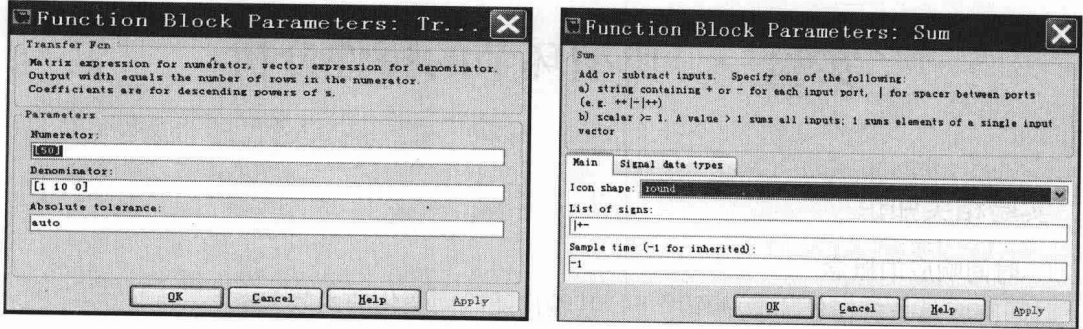 Function Block Parameters: Tr...
Transfer Fcn
Matrix expression for numerator, vector expression for denominator.
Output width equals the number of rows in the numerator.
Coefficients are for descending powers of s.
Parameters
Numerator:
[50]
Denominator:
[1 10 0]
Absolute tolerance:
auto
OK
Cancel
Help
Apply
Function Block Parameters: Sum
Sum
Add or subtract inputs. Specify one of the following:
a) string containing + or - for each input port, | for spacer between ports
(e.g. ++|-|++)
b) scalar >= 1. A value > 1 sums all inputs; 1 sums elements of a single input
vector
Main
Signal data types
Icon shape: round
List of signs:
|+-
Sample time (-1 for inherited):
-1
OK
Cancel
Help
Apply